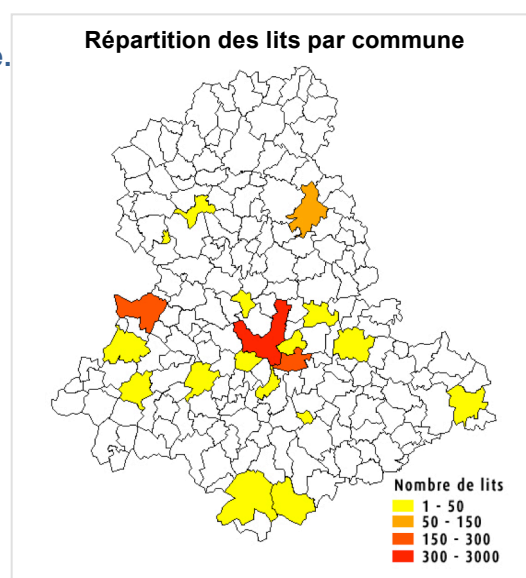 Répartition des lits par commune
e.
Nombre de lits
1 - 50
50 - 150
150 - 300
300 - 3000